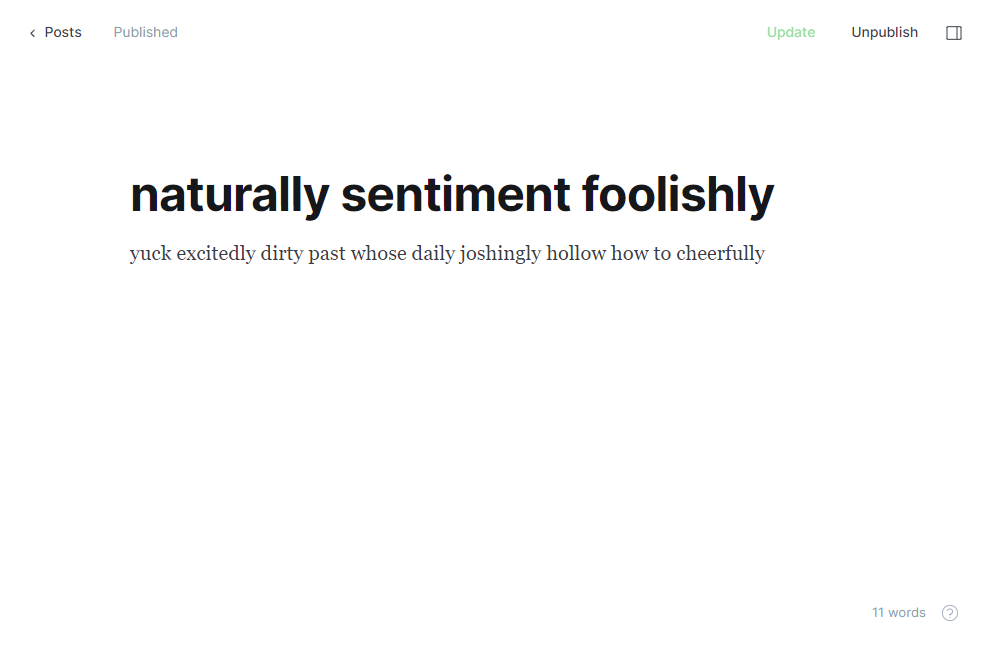 Posts
Published
Update
Unpublish
naturally sentiment foolishly
yuck excitedly dirty past whose daily joshingly hollow how to cheerfully
11 words
?